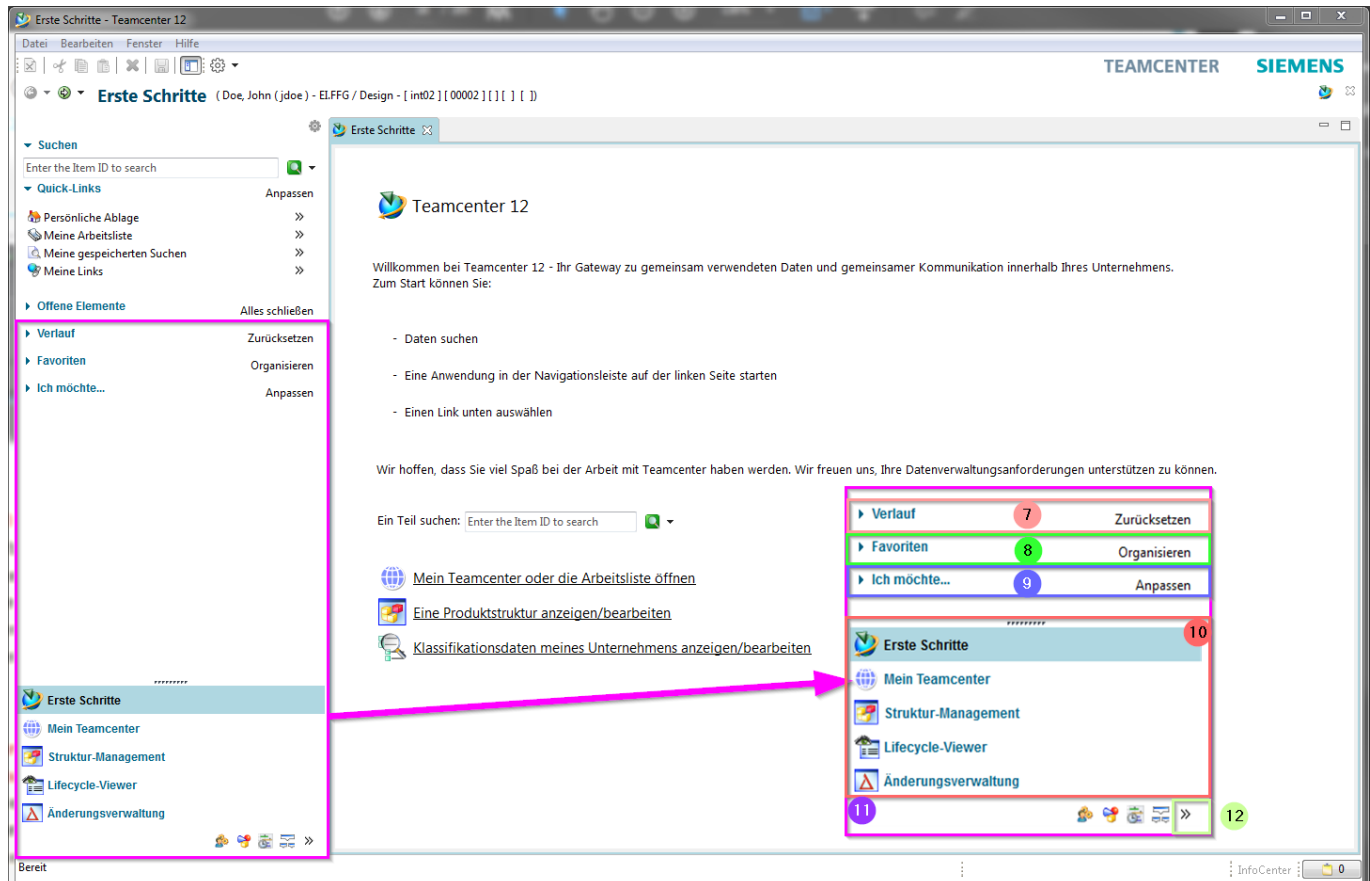 Erste Schritte - Teamcenter 12
Datei Bearbeiten Fenster Hilfe
TEAMCENTER SIEMENS
Erste Schritte ( Doe, John ( jdoe ) - ELFFG / Design - [ int02 ] [ 00002 ] [ ] [ ] [ ])
Erste Schritte
Suchen
Enter the Item ID to search
Quick-Links Anpassen
Persönliche Ablage »
Meine Arbeitsliste »
Meine gespeicherten Suchen »
Meine Links »
Offene Elemente Alles schließen
Verlauf Zurücksetzen
Favoriten Organisieren
Ich möchte... Anpassen
Erste Schritte
Mein Teamcenter
Struktur-Management
Lifecycle-Viewer
Änderungsverwaltung
»
Teamcenter 12
Willkommen bei Teamcenter 12 - Ihr Gateway zu gemeinsam verwendeten Daten und gemeinsamer Kommunikation innerhalb Ihres Unternehmens.
Zum Start können Sie:
- Daten suchen
- Eine Anwendung in der Navigationsleiste auf der linken Seite starten
- Einen Link unten auswählen
Wir hoffen, dass Sie viel Spaß bei der Arbeit mit Teamcenter haben werden. Wir freuen uns, Ihre Datenverwaltungsanforderungen unterstützen zu können.
Ein Teil suchen: Enter the Item ID to search
Mein Teamcenter oder die Arbeitsliste öffnen
Eine Produktstruktur anzeigen/bearbeiten
Klassifikationsdaten meines Unternehmens anzeigen/bearbeiten
Verlauf 7 Zurücksetzen
Favoriten 8 Organisieren
Ich möchte... 9 Anpassen
10
Erste Schritte
Mein Teamcenter
Struktur-Management
Lifecycle-Viewer
Änderungsverwaltung
11 » 12
Bereit InfoCenter 0